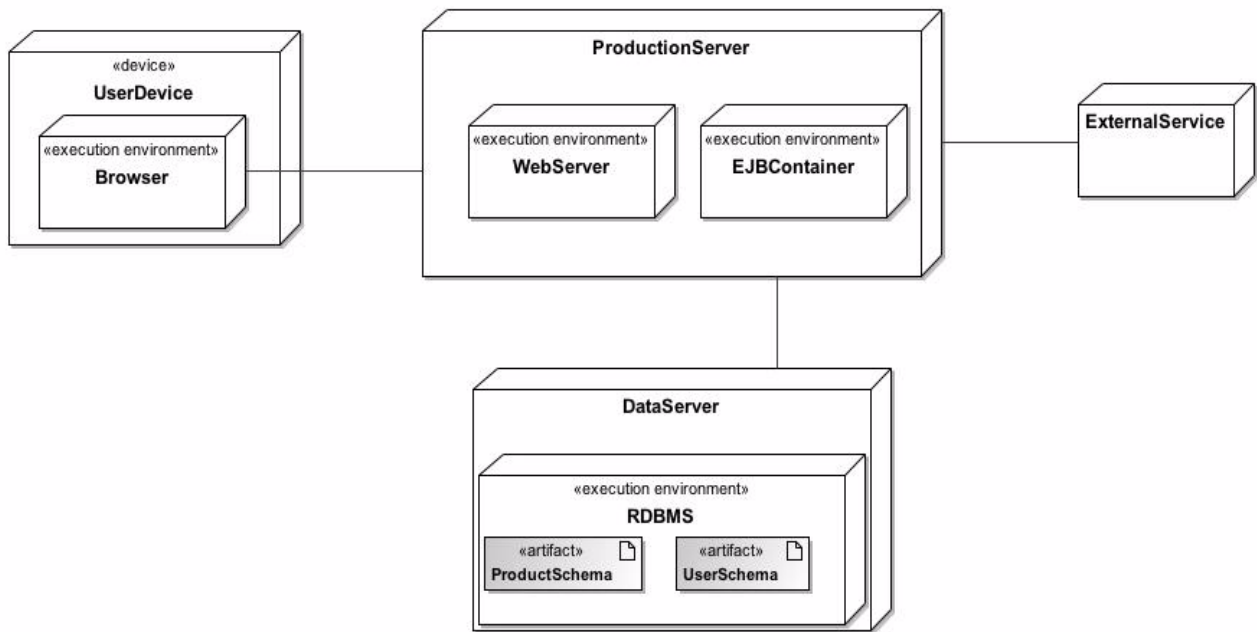 «device»
UserDevice
«execution environment»
Browser
ProductionServer
«execution environment»
WebServer
«execution environment»
EJBContainer
ExternalService
DataServer
«execution environment»
RDBMS
«artifact»
ProductSchema
«artifact»
UserSchema